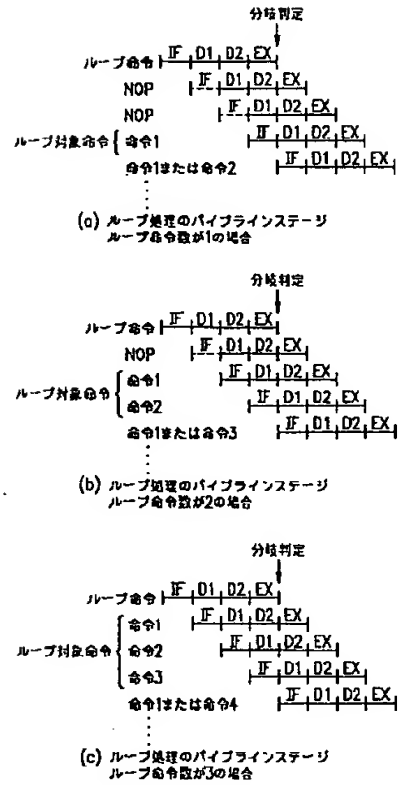 分岐判定
ループ命令 IF D1 D2 EX
NOP IF D1 D2 EX
NOP IF D1 D2 EX
ループ対象命令 { 命令1 IF D1 D2 EX
命令1または命令2 IF D1 D2 EX
(a) ループ処理のパイプラインステージ
ループ命令数が1の場合
分岐判定
ループ命令 IF D1 D2 EX
NOP IF D1 D2 EX
命令1 IF D1 D2 EX
ループ対象命令
命令2 IF D1 D2 EX
命令1または命令3 IF D1 D2 EX
(b) ループ処理のパイプラインステージ
ループ命令数が2の場合
分岐判定
ループ命令 IF D1 D2 EX
命令1 IF D1 D2 EX
ループ対象命令 命令2 IF D1 D2 EX
命令3 IF D1 D2 EX
命令1または命令4 IF D1 D2 EX
(c) ループ処理のパイプラインステージ
ループ命令数が3の場合